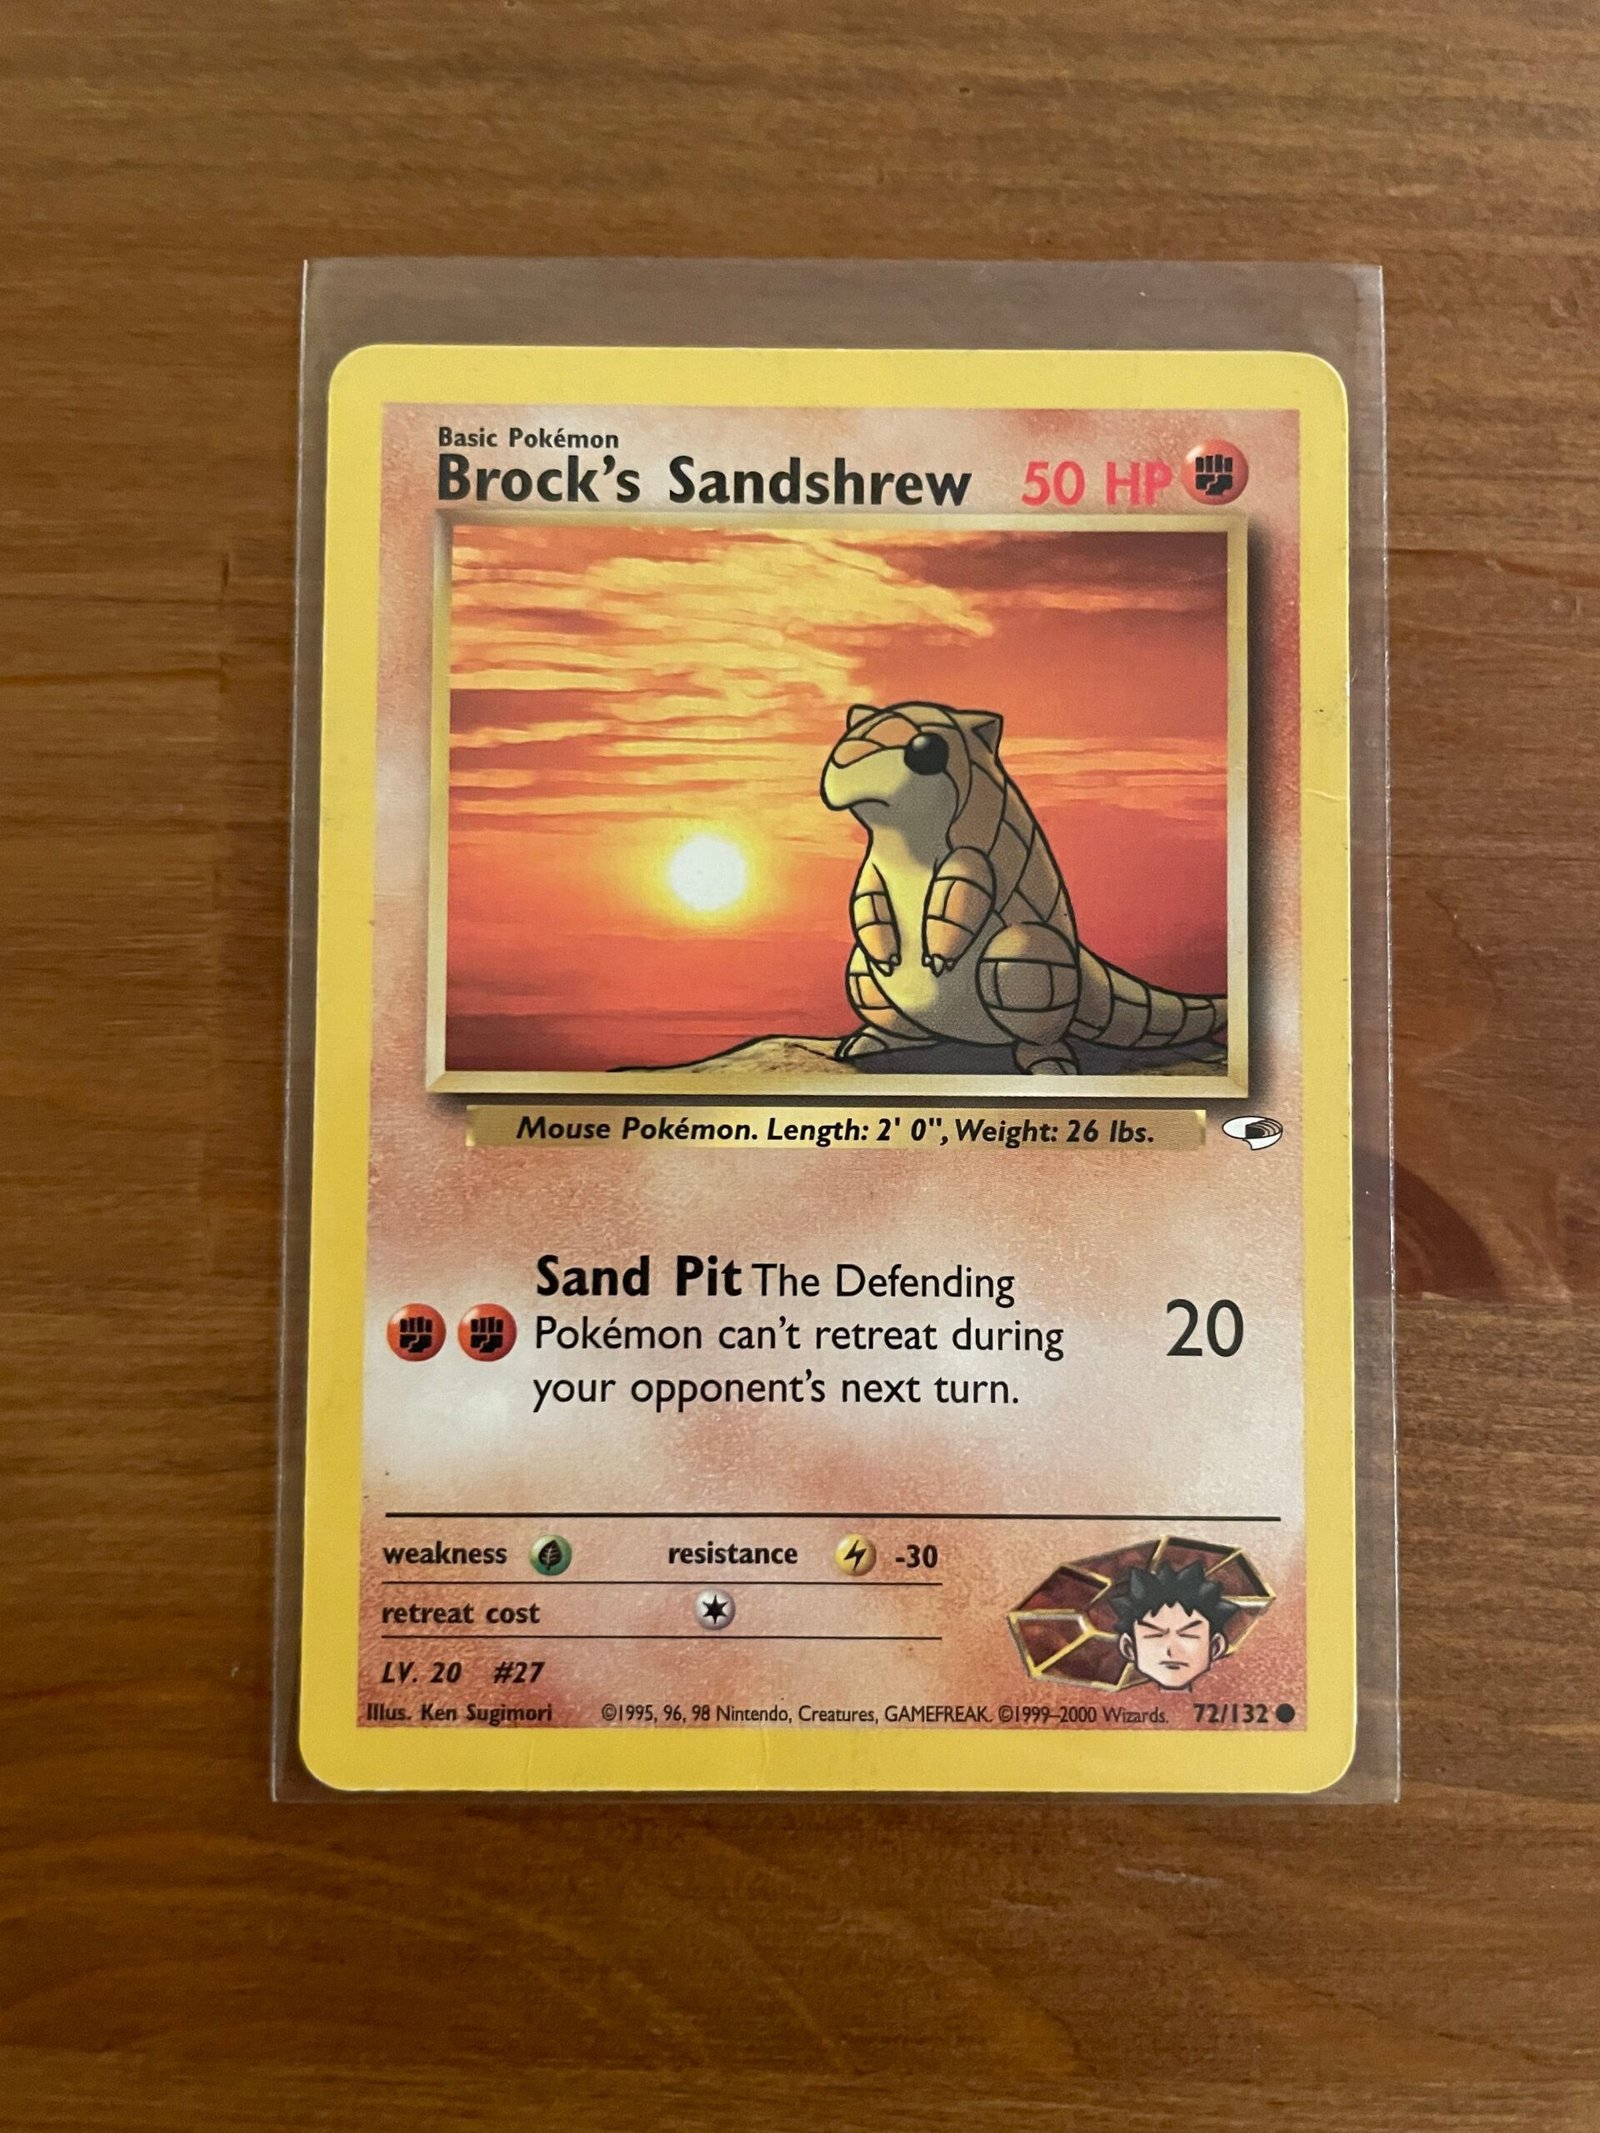 Basic Pokémon
Brock's Sandshrew 50 HP
Mouse Pokémon. Length: 2' 0", Weight: 26 lbs.
Sand Pit The Defending
Pokémon can't retreat during
your opponent's next turn.
20
weakness resistance -30
retreat cost
LV. 20 #27
Illus. Ken Sugimori ©1995, 96, 98 Nintendo, Creatures, GAMEFREAK. ©1999-2000 Wizards. 72/132